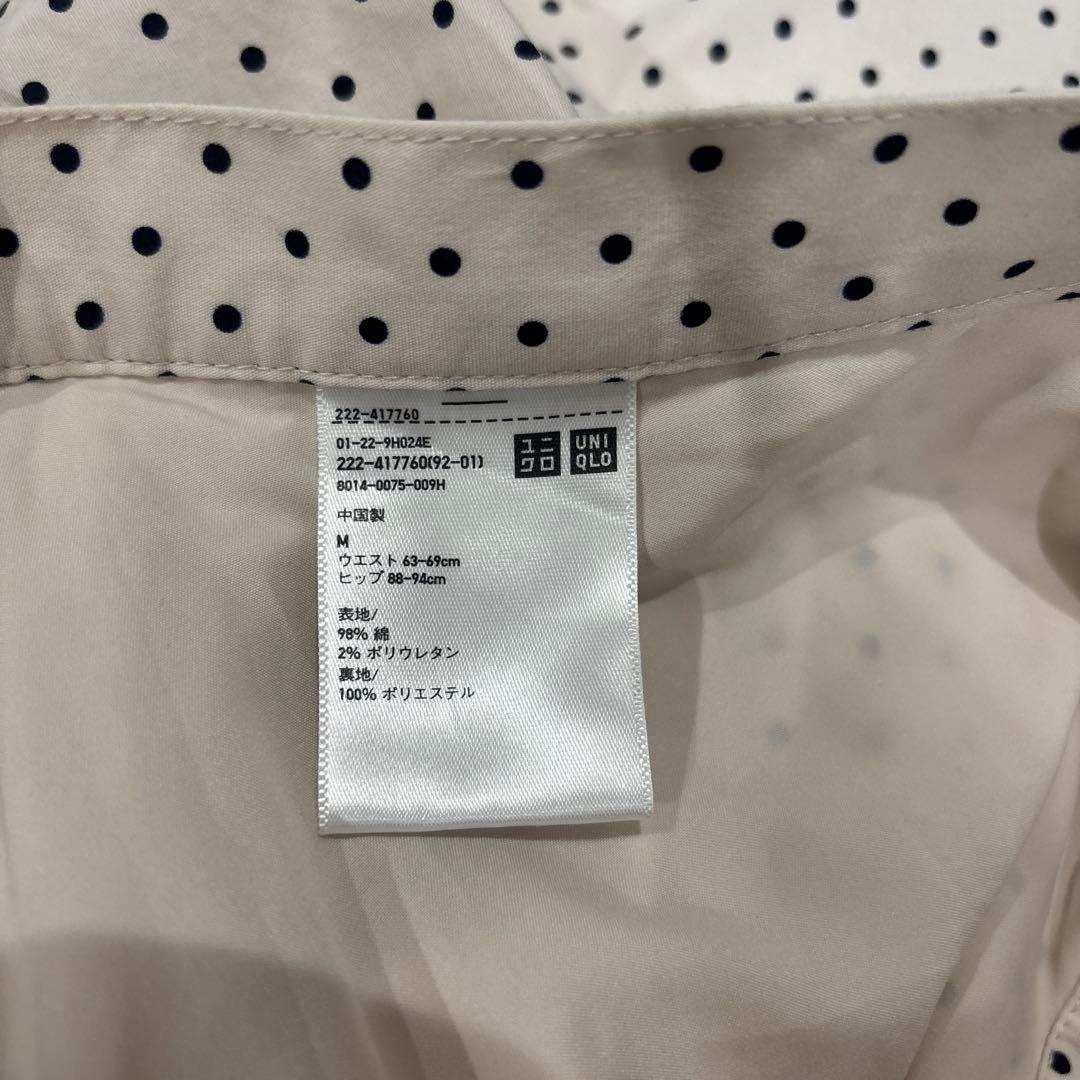 222-417760
01-22-9H024E
222-417760(92-01)
8014-0075-009H
ユニ
クロ
UNI
QLO
中国製
M
ウエスト 63-69cm
ヒップ 88-94cm
表地/
98% 綿
2% ポリウレタン
裏地/
100% ポリエステル